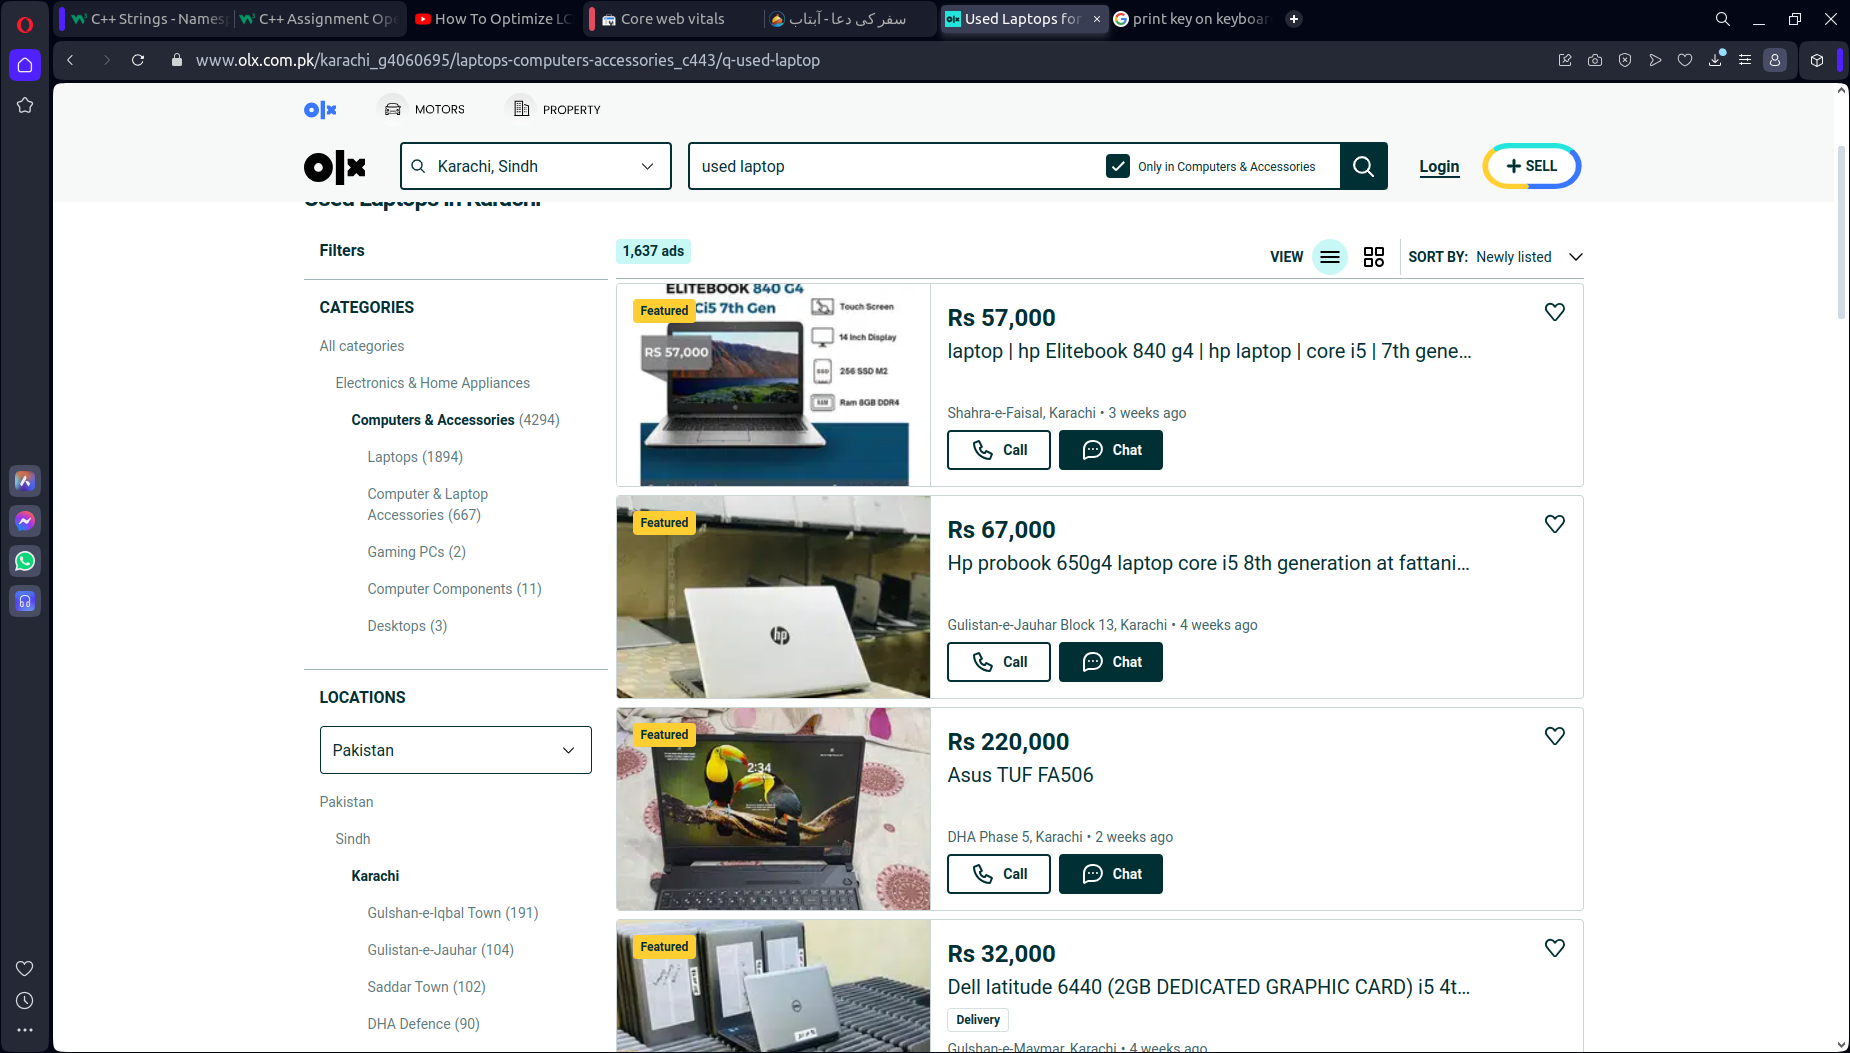 C++ Strings - Names
C++ Assignment Ope
How To Optimize LC
Core web vitals
سفر کی دعا - آبتاب
Used Laptops for
print key on keyboar
www.olx.com.pk/karachi_g4060695/laptops-computers-accessories_c443/q-used-laptop
olx
MOTORS
PROPERTY
olx
Karachi, Sindh
used laptop
Only in Computers & Accessories
Login
+ SELL
Used Laptops in Karachi
Filters
CATEGORIES
All categories
Electronics & Home Appliances
Computers & Accessories (4294)
Laptops (1894)
Computer & Laptop
Accessories (667)
Gaming PCs (2)
Computer Components (11)
Desktops (3)
LOCATIONS
Pakistan
Pakistan
Sindh
Karachi
Gulshan-e-Iqbal Town (191)
Gulistan-e-Jauhar (104)
Saddar Town (102)
DHA Defence (90)
1,637 ads
VIEW
SORT BY: Newly listed
Featured
ELITEBOOK 840 G4
Ci5 7th Gen
RS 57,000
Touch Screen
14 Inch Display
256 SSD M2
Ram 8GB DDR4
Rs 57,000
laptop | hp Elitebook 840 g4 | hp laptop | core i5 | 7th gene...
Shahra-e-Faisal, Karachi • 3 weeks ago
Call
Chat
Featured
hp
Rs 67,000
Hp probook 650g4 laptop core i5 8th generation at fattani...
Gulistan-e-Jauhar Block 13, Karachi • 4 weeks ago
Call
Chat
Featured
2:34
Rs 220,000
Asus TUF FA506
DHA Phase 5, Karachi • 2 weeks ago
Call
Chat
Featured
Rs 32,000
Dell latitude 6440 (2GB DEDICATED GRAPHIC CARD) i5 4t...
Delivery
Gulshan-e-Maymar, Karachi • 4 weeks ago